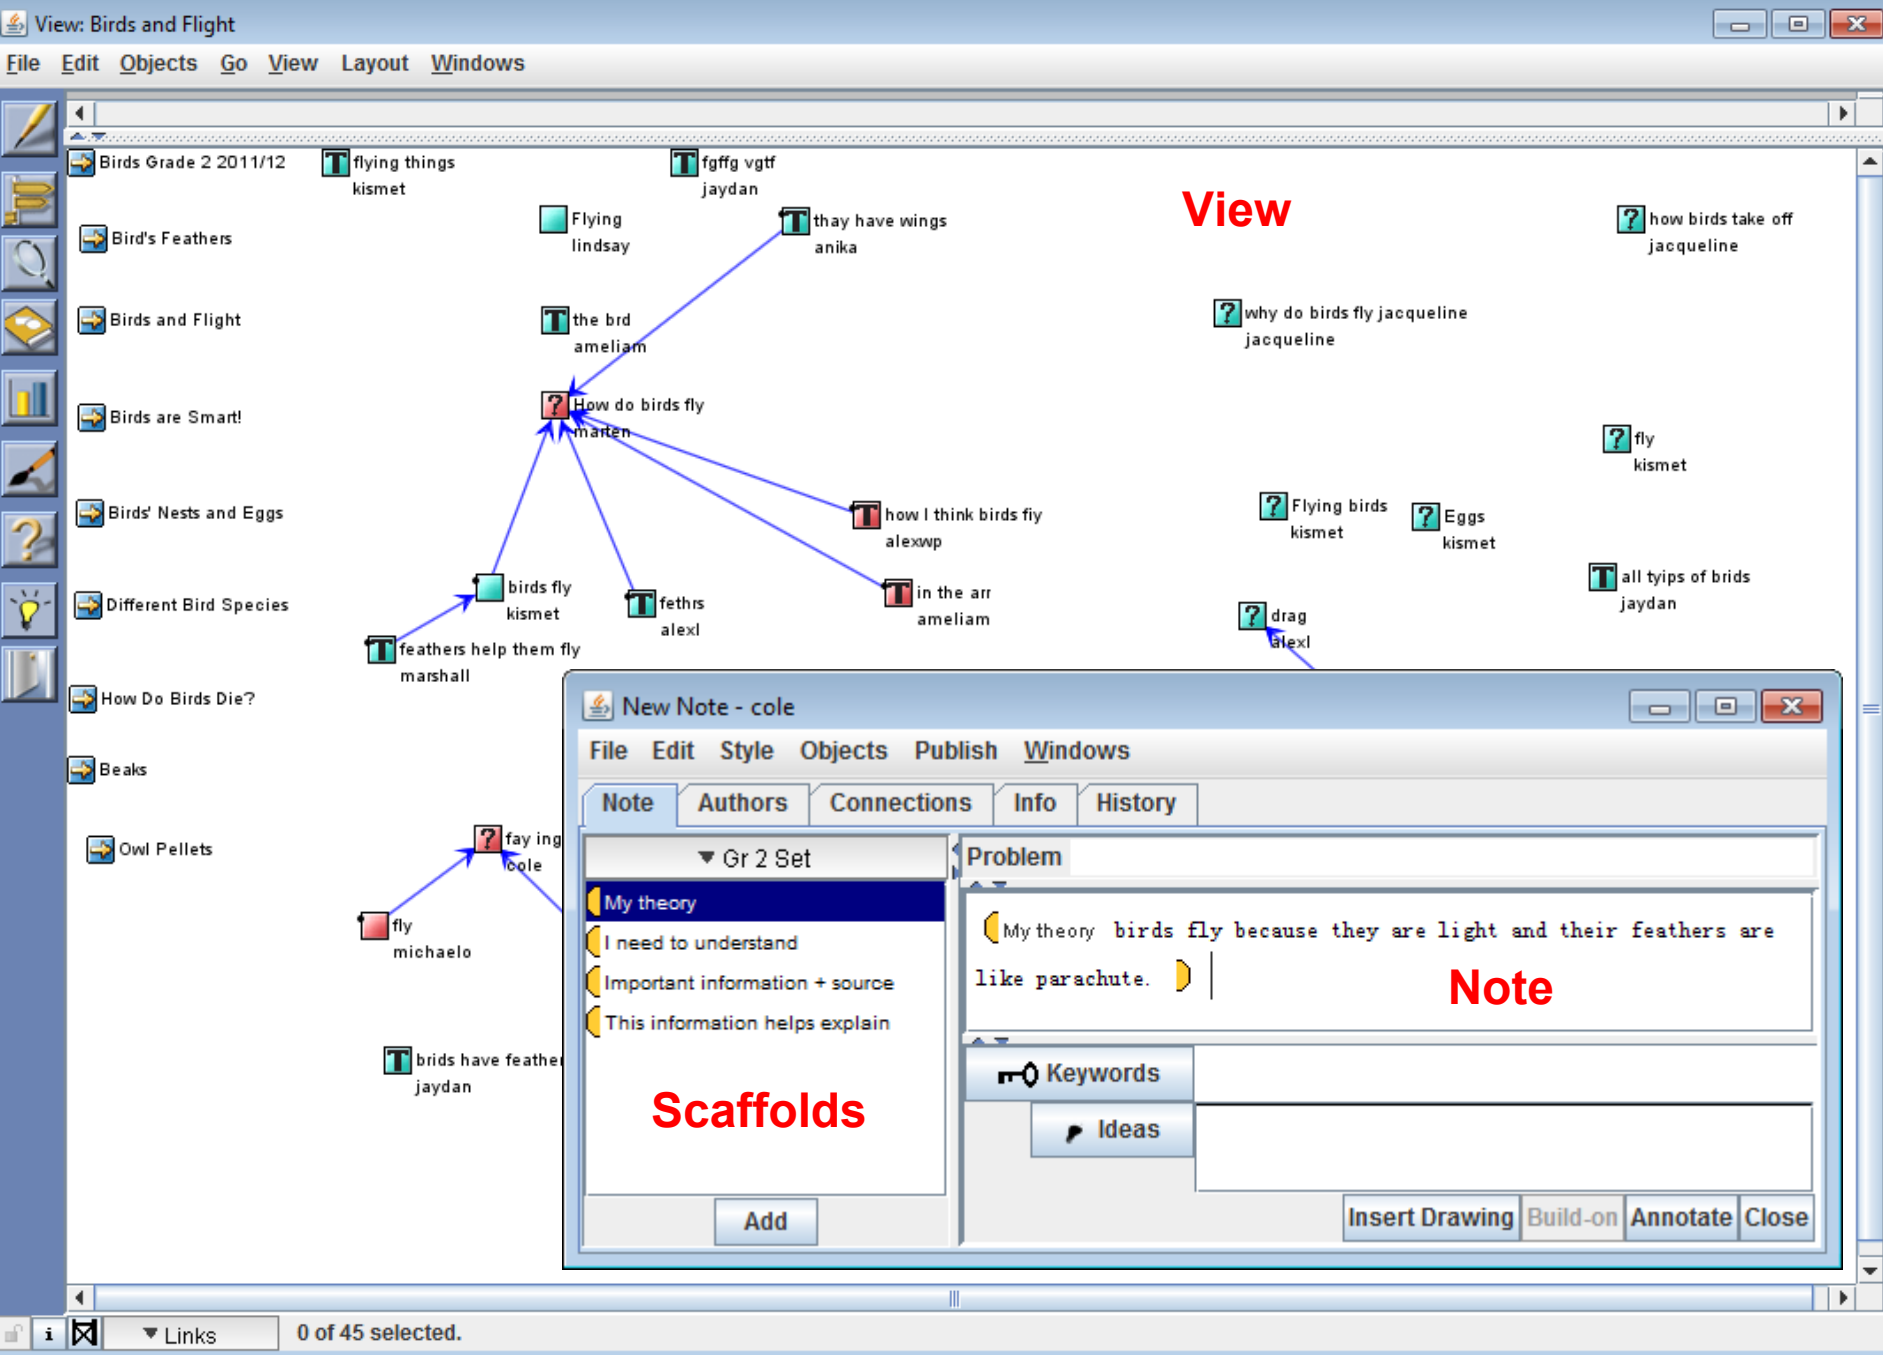 View: Birds and Flight
File Edit Objects Go View Layout Windows
Birds Grade 2 2011/12
flying things
kismet
fgffg vgtf
jaydan
View
Flying
lindsay
thay have wings
anika
how birds take off
jacqueline
Bird's Feathers
Birds and Flight
the brd
ameliam
why do birds fly jacqueline
jacqueline
Birds are Smart!
How do birds fly
marten
fly
kismet
Birds' Nests and Eggs
how I think birds fiy
alexwp
Flying birds
kismet
Eggs
kismet
Different Bird Species
birds fly
kismet
fethrs
alexl
in the arr
ameliam
drag
alexl
all tyips of brids
jaydan
feathers help them fly
marshall
How Do Birds Die?
Beaks
Owl Pellets
fay ing
cole
fly
michaelo
brids have feather
jaydan
New Note - cole
File Edit Style Objects Publish Windows
Note Authors Connections Info History
Gr 2 Set
My theory
I need to understand
Important information + source
This information helps explain
Scaffolds
Add
Problem
My theory birds fly because they are light and their feathers are
like parachute.
Note
Keywords
Ideas
Insert Drawing Build-on Annotate Close
Links 0 of 45 selected.